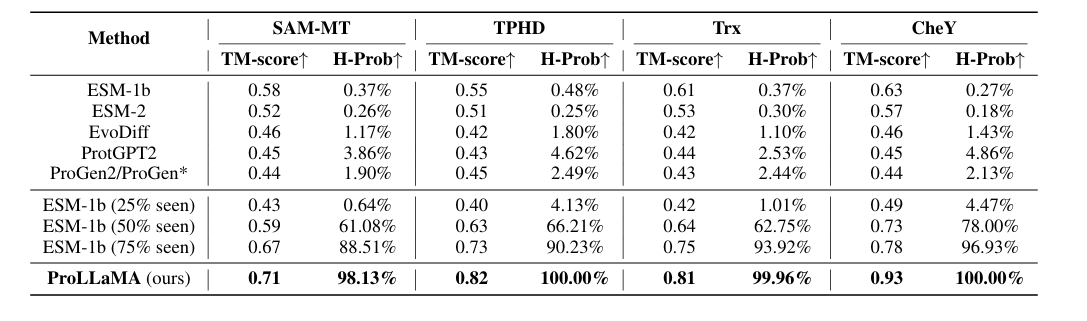 Method SAM-MT TPHD Trx CheY
TM-score↑ H-Prob↑ TM-score↑ H-Prob↑ TM-score↑ H-Prob↑ TM-score↑ H-Prob↑
ESM-1b 0.58 0.37% 0.55 0.48% 0.61 0.37% 0.63 0.27%
ESM-2 0.52 0.26% 0.51 0.25% 0.53 0.30% 0.57 0.18%
EvoDiff 0.46 1.17% 0.42 1.80% 0.42 1.10% 0.46 1.43%
ProtGPT2 0.45 3.86% 0.43 4.62% 0.44 2.53% 0.45 4.86%
ProGen2/ProGen* 0.44 1.90% 0.45 2.49% 0.43 2.44% 0.44 2.13%
ESM-1b (25% seen) 0.43 0.64% 0.40 4.13% 0.42 1.01% 0.49 4.47%
ESM-1b (50% seen) 0.59 61.08% 0.63 66.21% 0.64 62.75% 0.73 78.00%
ESM-1b (75% seen) 0.67 88.51% 0.73 90.23% 0.75 93.92% 0.78 96.93%
ProLLaMA (ours) 0.71 98.13% 0.82 100.00% 0.81 99.96% 0.93 100.00%